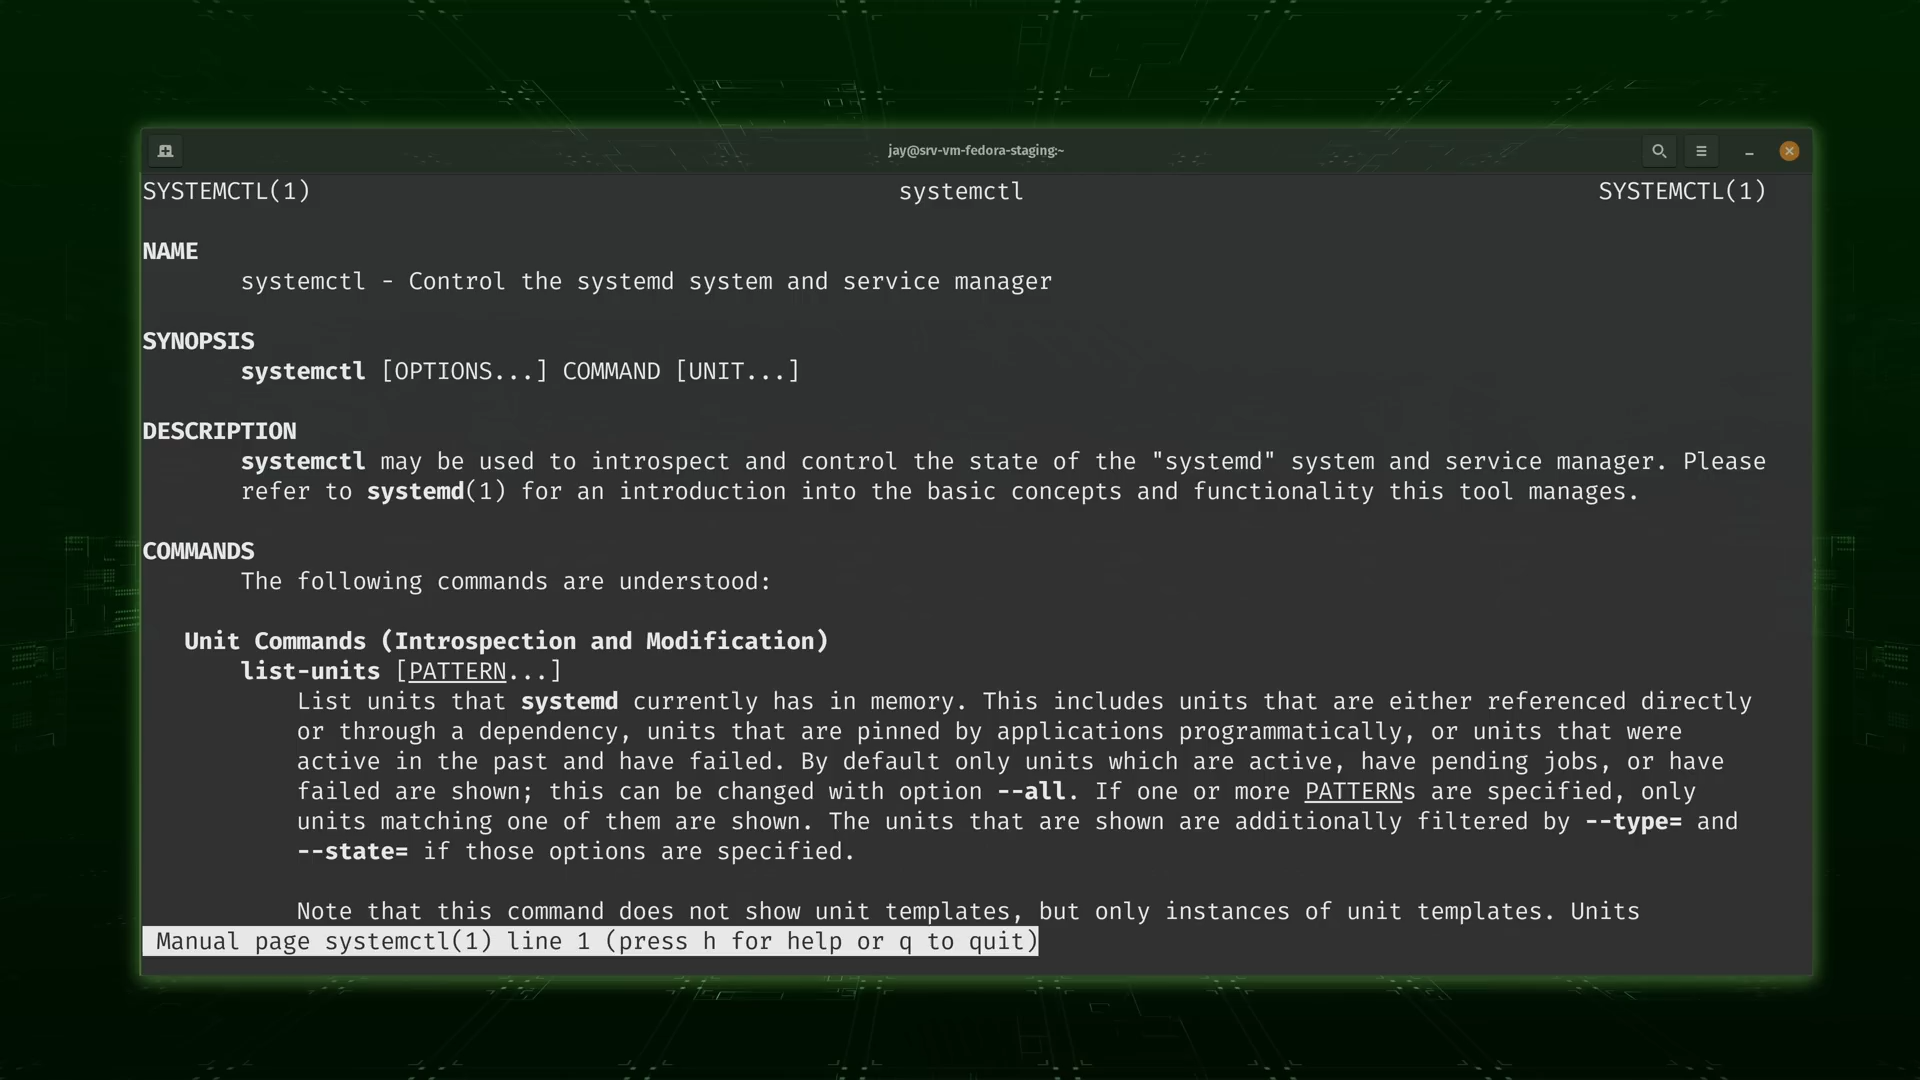 jay@srv-vm-fedora-staging:~
SYSTEMCTL(1) systemctl SYSTEMCTL(1)
NAME
systemctl - Control the systemd system and service manager
SYNOPSIS
systemctl [OPTIONS...] COMMAND [UNIT...]
DESCRIPTION
systemctl may be used to introspect and control the state of the "systemd" system and service manager. Please
refer to systemd(1) for an introduction into the basic concepts and functionality this tool manages.
COMMANDS
The following commands are understood:
Unit Commands (Introspection and Modification)
list-units [PATTERN...]
List units that systemd currently has in memory. This includes units that are either referenced directly
or through a dependency, units that are pinned by applications programmatically, or units that were
active in the past and have failed. By default only units which are active, have pending jobs, or have
failed are shown; this can be changed with option --all. If one or more PATTERNs are specified, only
units matching one of them are shown. The units that are shown are additionally filtered by --type= and
--state= if those options are specified.
Note that this command does not show unit templates, but only instances of unit templates. Units
Manual page systemctl(1) line 1 (press h for help or q to quit)